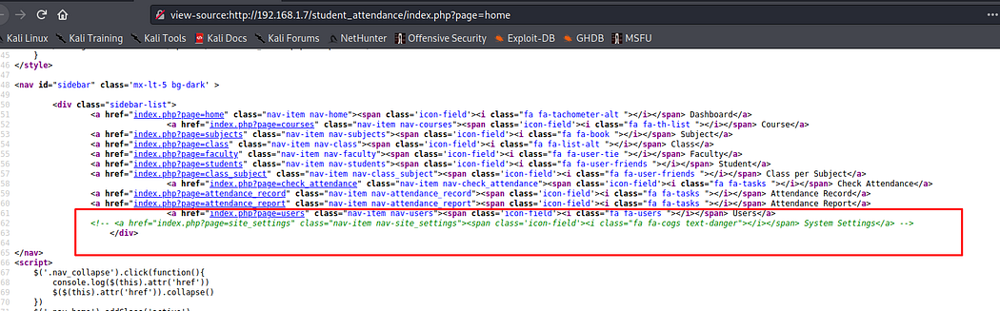 view-source:http://192.168.1.7/student_attendance/index.php?page=home
Kali Linux Kali Training Kali Tools Kali Docs Kali Forums NetHunter Offensive Security Exploit-DB GHDB MSFU
45 }
46 </style>
47
48 <nav id="sidebar" class='mx-lt-5 bg-dark' >
49
50 <div class="sidebar-list">
51 <a href="index.php?page=home" class="nav-item nav-home"><span class='icon-field'><i class="fa fa-tachometer-alt "></i></span> Dashboard</a>
52 <a href="index.php?page=courses" class="nav-item nav-courses"><span class='icon-field'><i class="fa fa-th-list "></i></span> Course</a>
53 <a href="index.php?page=subjects" class="nav-item nav-subjects"><span class='icon-field'><i class="fa fa-book "></i></span> Subject</a>
54 <a href="index.php?page=class" class="nav-item nav-class"><span class='icon-field'><i class="fa fa-list-alt "></i></span> Class</a>
55 <a href="index.php?page=faculty" class="nav-item nav-faculty"><span class='icon-field'><i class="fa fa-user-tie "></i></span> Faculty</a>
56 <a href="index.php?page=students" class="nav-item nav-students"><span class='icon-field'><i class="fa fa-user-friends "></i></span> Student</a>
57 <a href="index.php?page=class_subject" class="nav-item nav-class_subject"><span class='icon-field'><i class="fa fa-user-friends "></i></span> Class per Subject</a>
58 <a href="index.php?page=check_attendance" class="nav-item nav-check_attendance"><span class='icon-field'><i class="fa fa-tasks "></i></span> Check Attendance</a>
59 <a href="index.php?page=attendance_record" class="nav-item nav-attendance_record"><span class='icon-field'><i class="fa fa-tasks "></i></span> Attendance Record</a>
60 <a href="index.php?page=attendance_report" class="nav-item nav-attendance_report"><span class='icon-field'><i class="fa fa-tasks "></i></span> Attendance Report</a>
61 <a href="index.php?page=users" class="nav-item nav-users"><span class='icon-field'><i class="fa fa-users "></i></span> Users</a>
62 <!-- <a href="index.php?page=site_settings" class="nav-item nav-site_settings"><span class='icon-field'><i class="fa fa-cogs text-danger"></i></span> System Settings</a> -->
63 </div>
64
65 </nav>
66 <script>
67 $('.nav_collapse').click(function(){
68 console.log($(this).attr('href'))
69 $($(this).attr('href')).collapse()
70 })